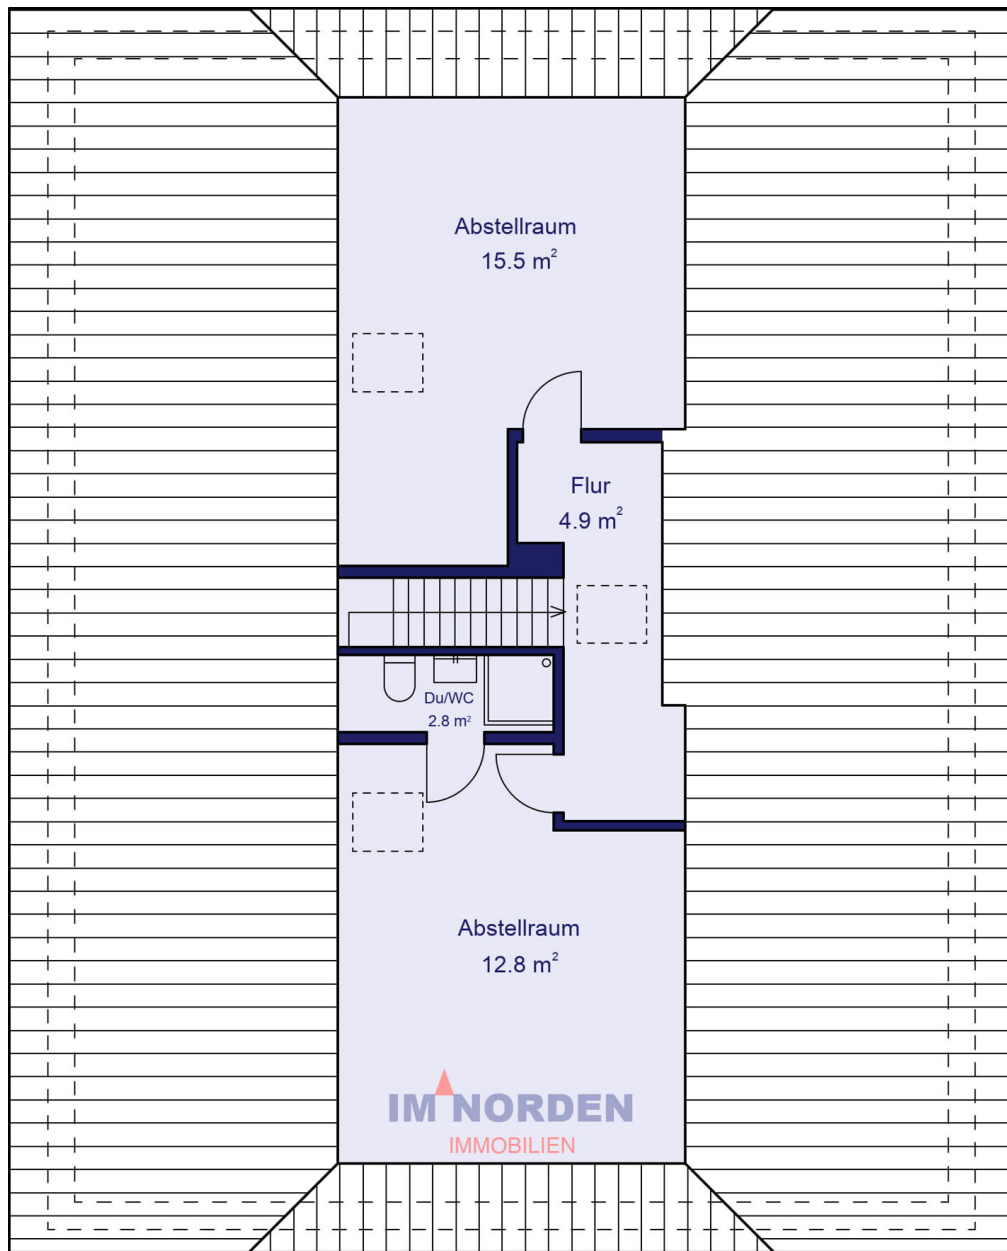 Abstellraum
15.5 m²
Flur
4.9 m²
Du/WC
2.8 m²
Abstellraum
12.8 m²
IM NORDEN
IMMOBILIEN